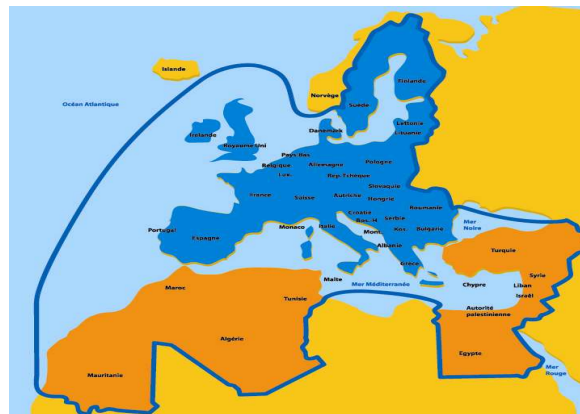 Islande
Finlande
Norvège
Suède
Océan Atlantique
Lettonie
Lituanie
Danemark
Irlande
Royaume Uni
Pays Bas
Belgique
Allemagne
Pologne
Lux.
Rep.Tchèque
Slovaquie
France
Suisse
Autriche
Hongrie
Roumanie
Croatie
Bos. H.
Serbie
Portugal
Espagne
Monaco
Italie
Mont.
Kos.
Bulgarie
Mer
Noire
Albanie
Turquie
Grèce
Malte
Mer Méditerranée
Chypre
Syrie
Liban
Israël
Maroc
Tunisie
Autorité
palestinienne
Algérie
Egypte
Mauritanie
Mer
Rouge